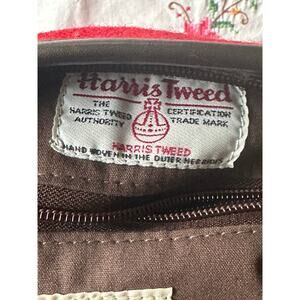 Harris Tweed
THE CERTIFICATION
HARRIS TWEED TRADE MARK
AUTHORITY
HARRIS TWEED
HAND WOVEN IN THE OUTER HEBRIDES